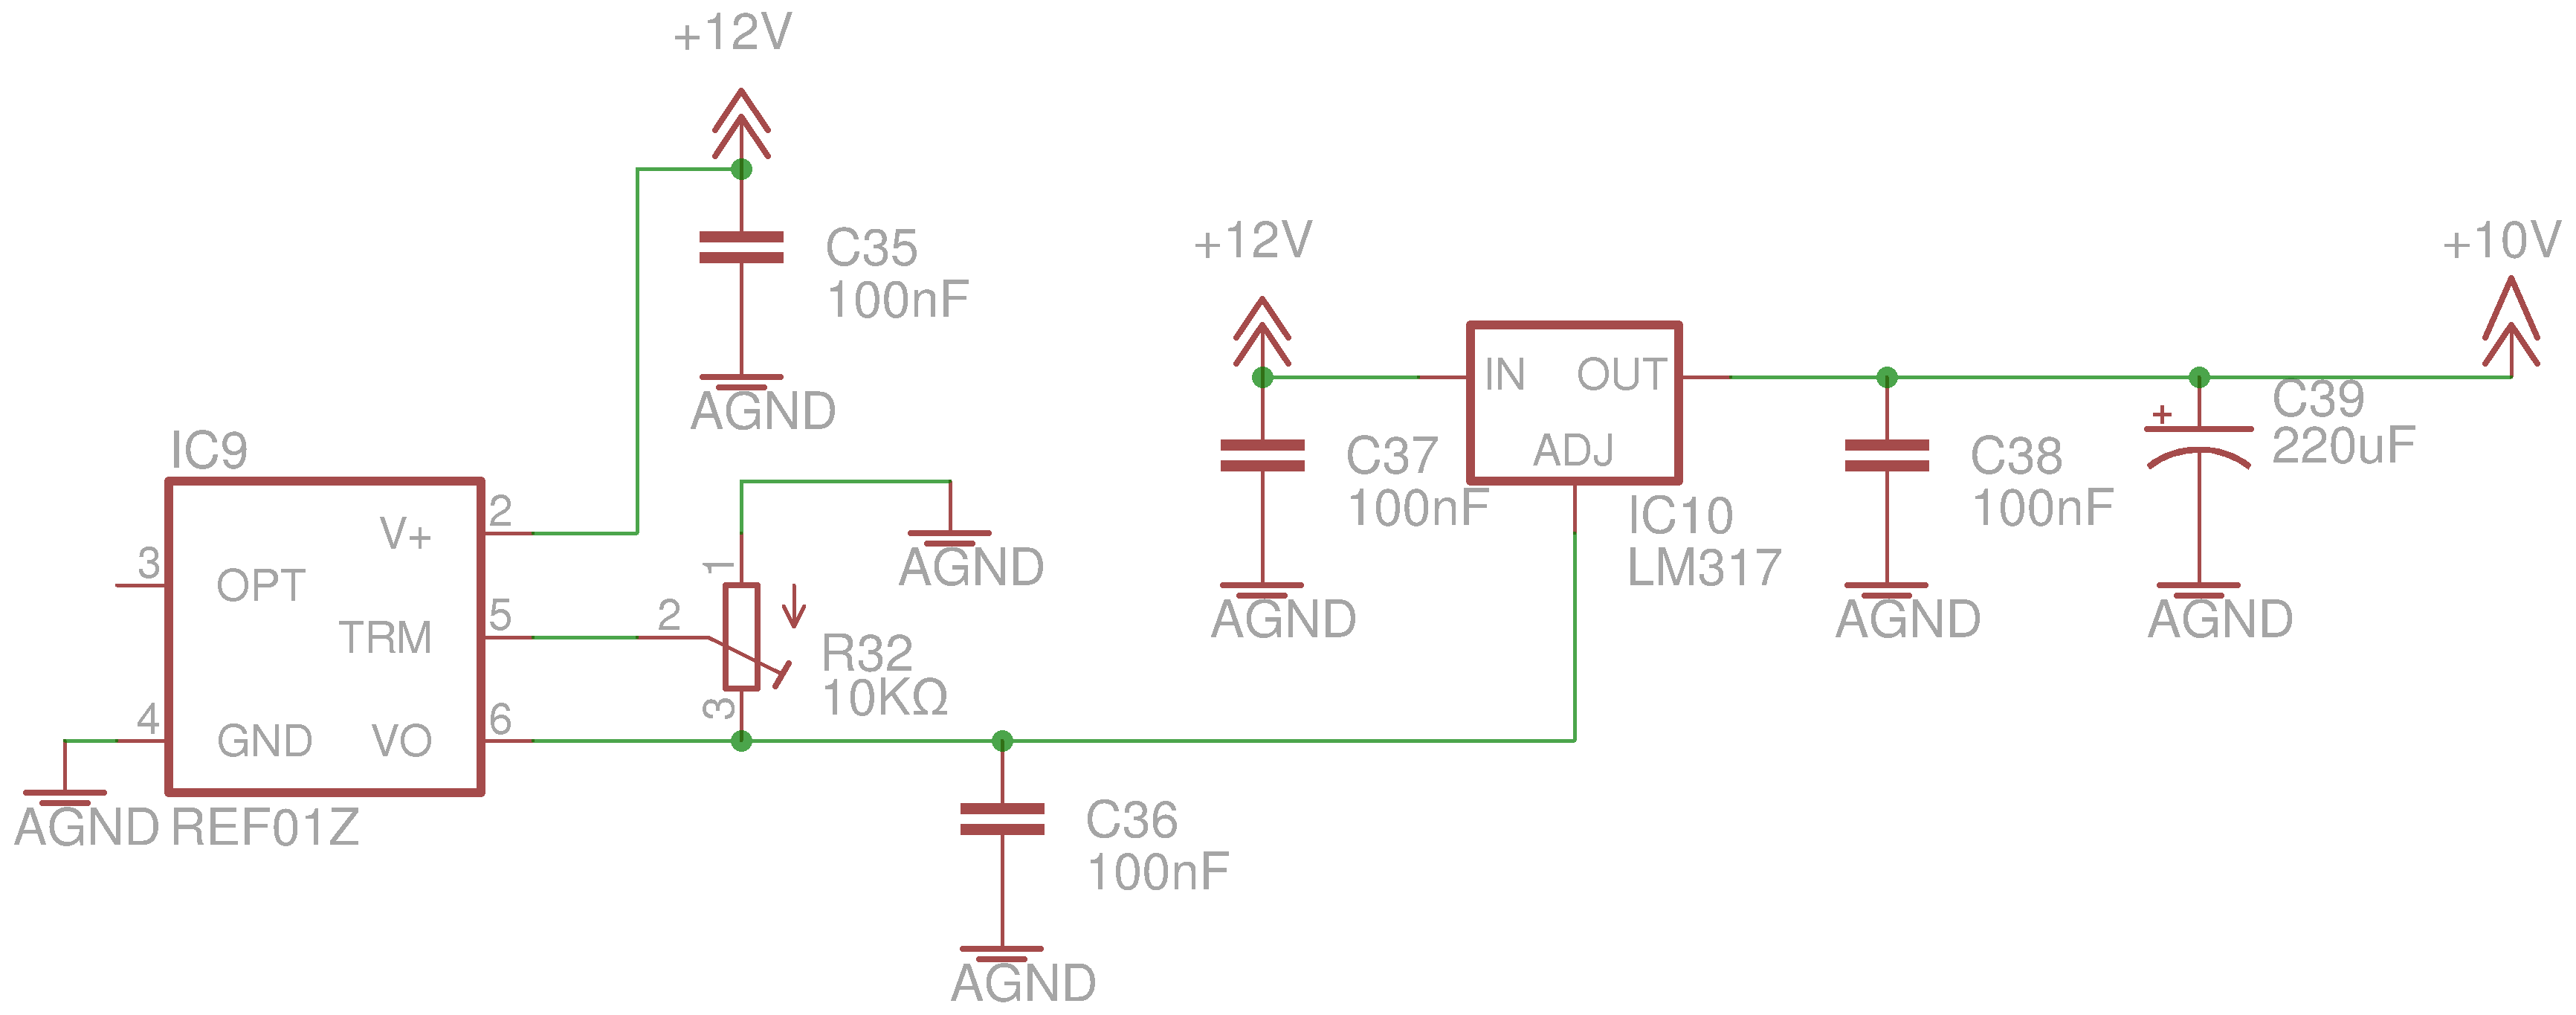 +12V
C35
100nF
AGND
IC9
V+
2
3
OPT
TRM
5
4
GND
VO
6
AGND
REF01Z
AGND
1
2
3
R32
10KΩ
C36
100nF
AGND
+12V
C37
100nF
AGND
IN
OUT
ADJ
IC10
LM317
C38
100nF
AGND
+
C39
220uF
AGND
+10V